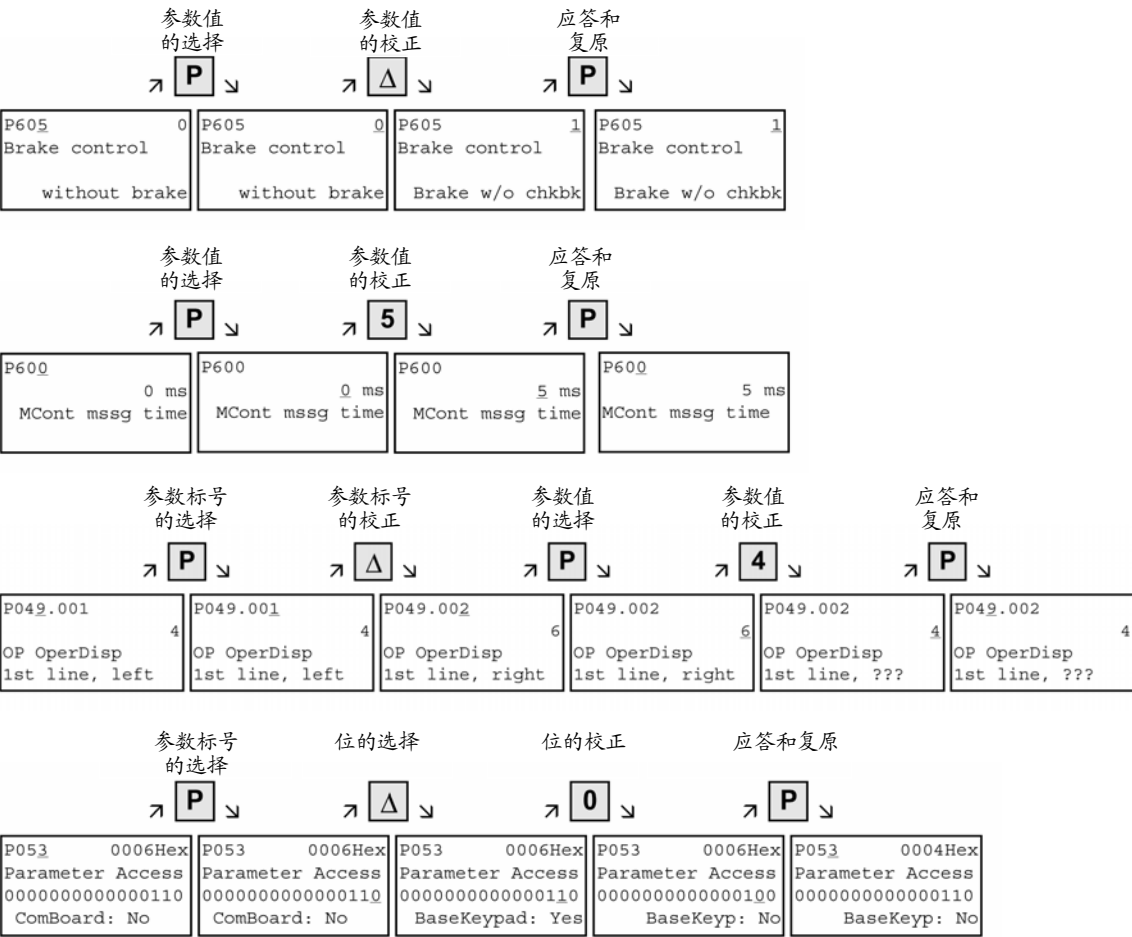 参数值 参数值 应答和
的选择 的校正 复原
P Δ P
P605 0 P605 0 P605 1 P605 1
Brake control Brake control Brake control Brake control
without brake without brake Brake w/o chkbk Brake w/o chkbk
参数值 参数值 应答和
的选择 的校正 复原
P 5 P
P600 P600 P600 P600
0 ms 0 ms 5 ms 5 ms
MCont mssg time MCont mssg time MCont mssg time MCont mssg time
参数标号 参数标号 参数值 参数值 应答和
的选择 的校正 的选择 的校正 复原
P Δ P 4 P
P049.001 P049.001 P049.002 P049.002 P049.002 P049.002
4 4 6 6 4 4
OP OperDisp OP OperDisp OP OperDisp OP OperDisp OP OperDisp OP OperDisp
1st line, left 1st line, left 1st line, right 1st line, right 1st line, ??? 1st line, ???
参数标号 位的选择 位的校正 应答和复原
的选择
P Δ 0 P
P053 0006Hex P053 0006Hex P053 0006Hex P053 0006Hex P053 0004Hex
Parameter Access Parameter Access Parameter Access Parameter Access Parameter Access
0000000000000110 0000000000000110 0000000000000110 0000000000000100 0000000000000110
ComBoard: No ComBoard: No BaseKeypad: Yes BaseKeyp: No BaseKeyp: No